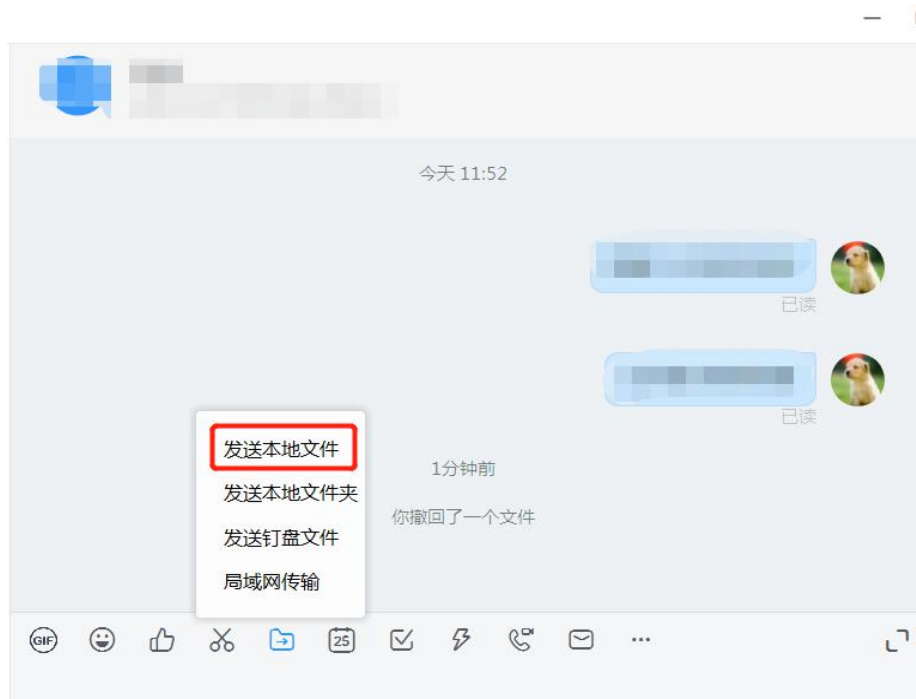 今天 11:52
已读
已读
发送本地文件
1分钟前
发送本地文件夹
你撤回了一个文件
发送钉盘文件
局域网传输
GIF
25